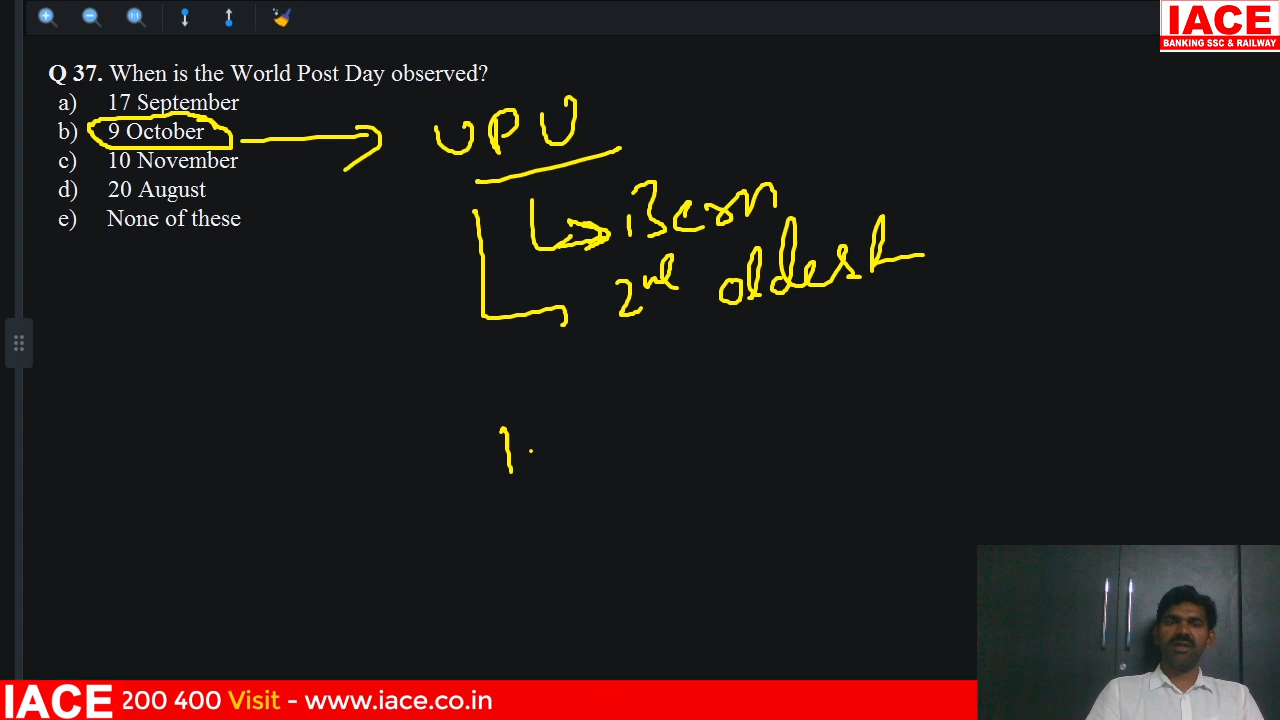 IACE
BANKING SSC & RAILWAY
Q 37. When is the World Post Day observed?
a) 17 September
b) 9 October
c) 10 November
d) 20 August
e) None of these
UPU
Bern
2nd oldest
1.
IACE 200 400 Visit - www.iace.co.in